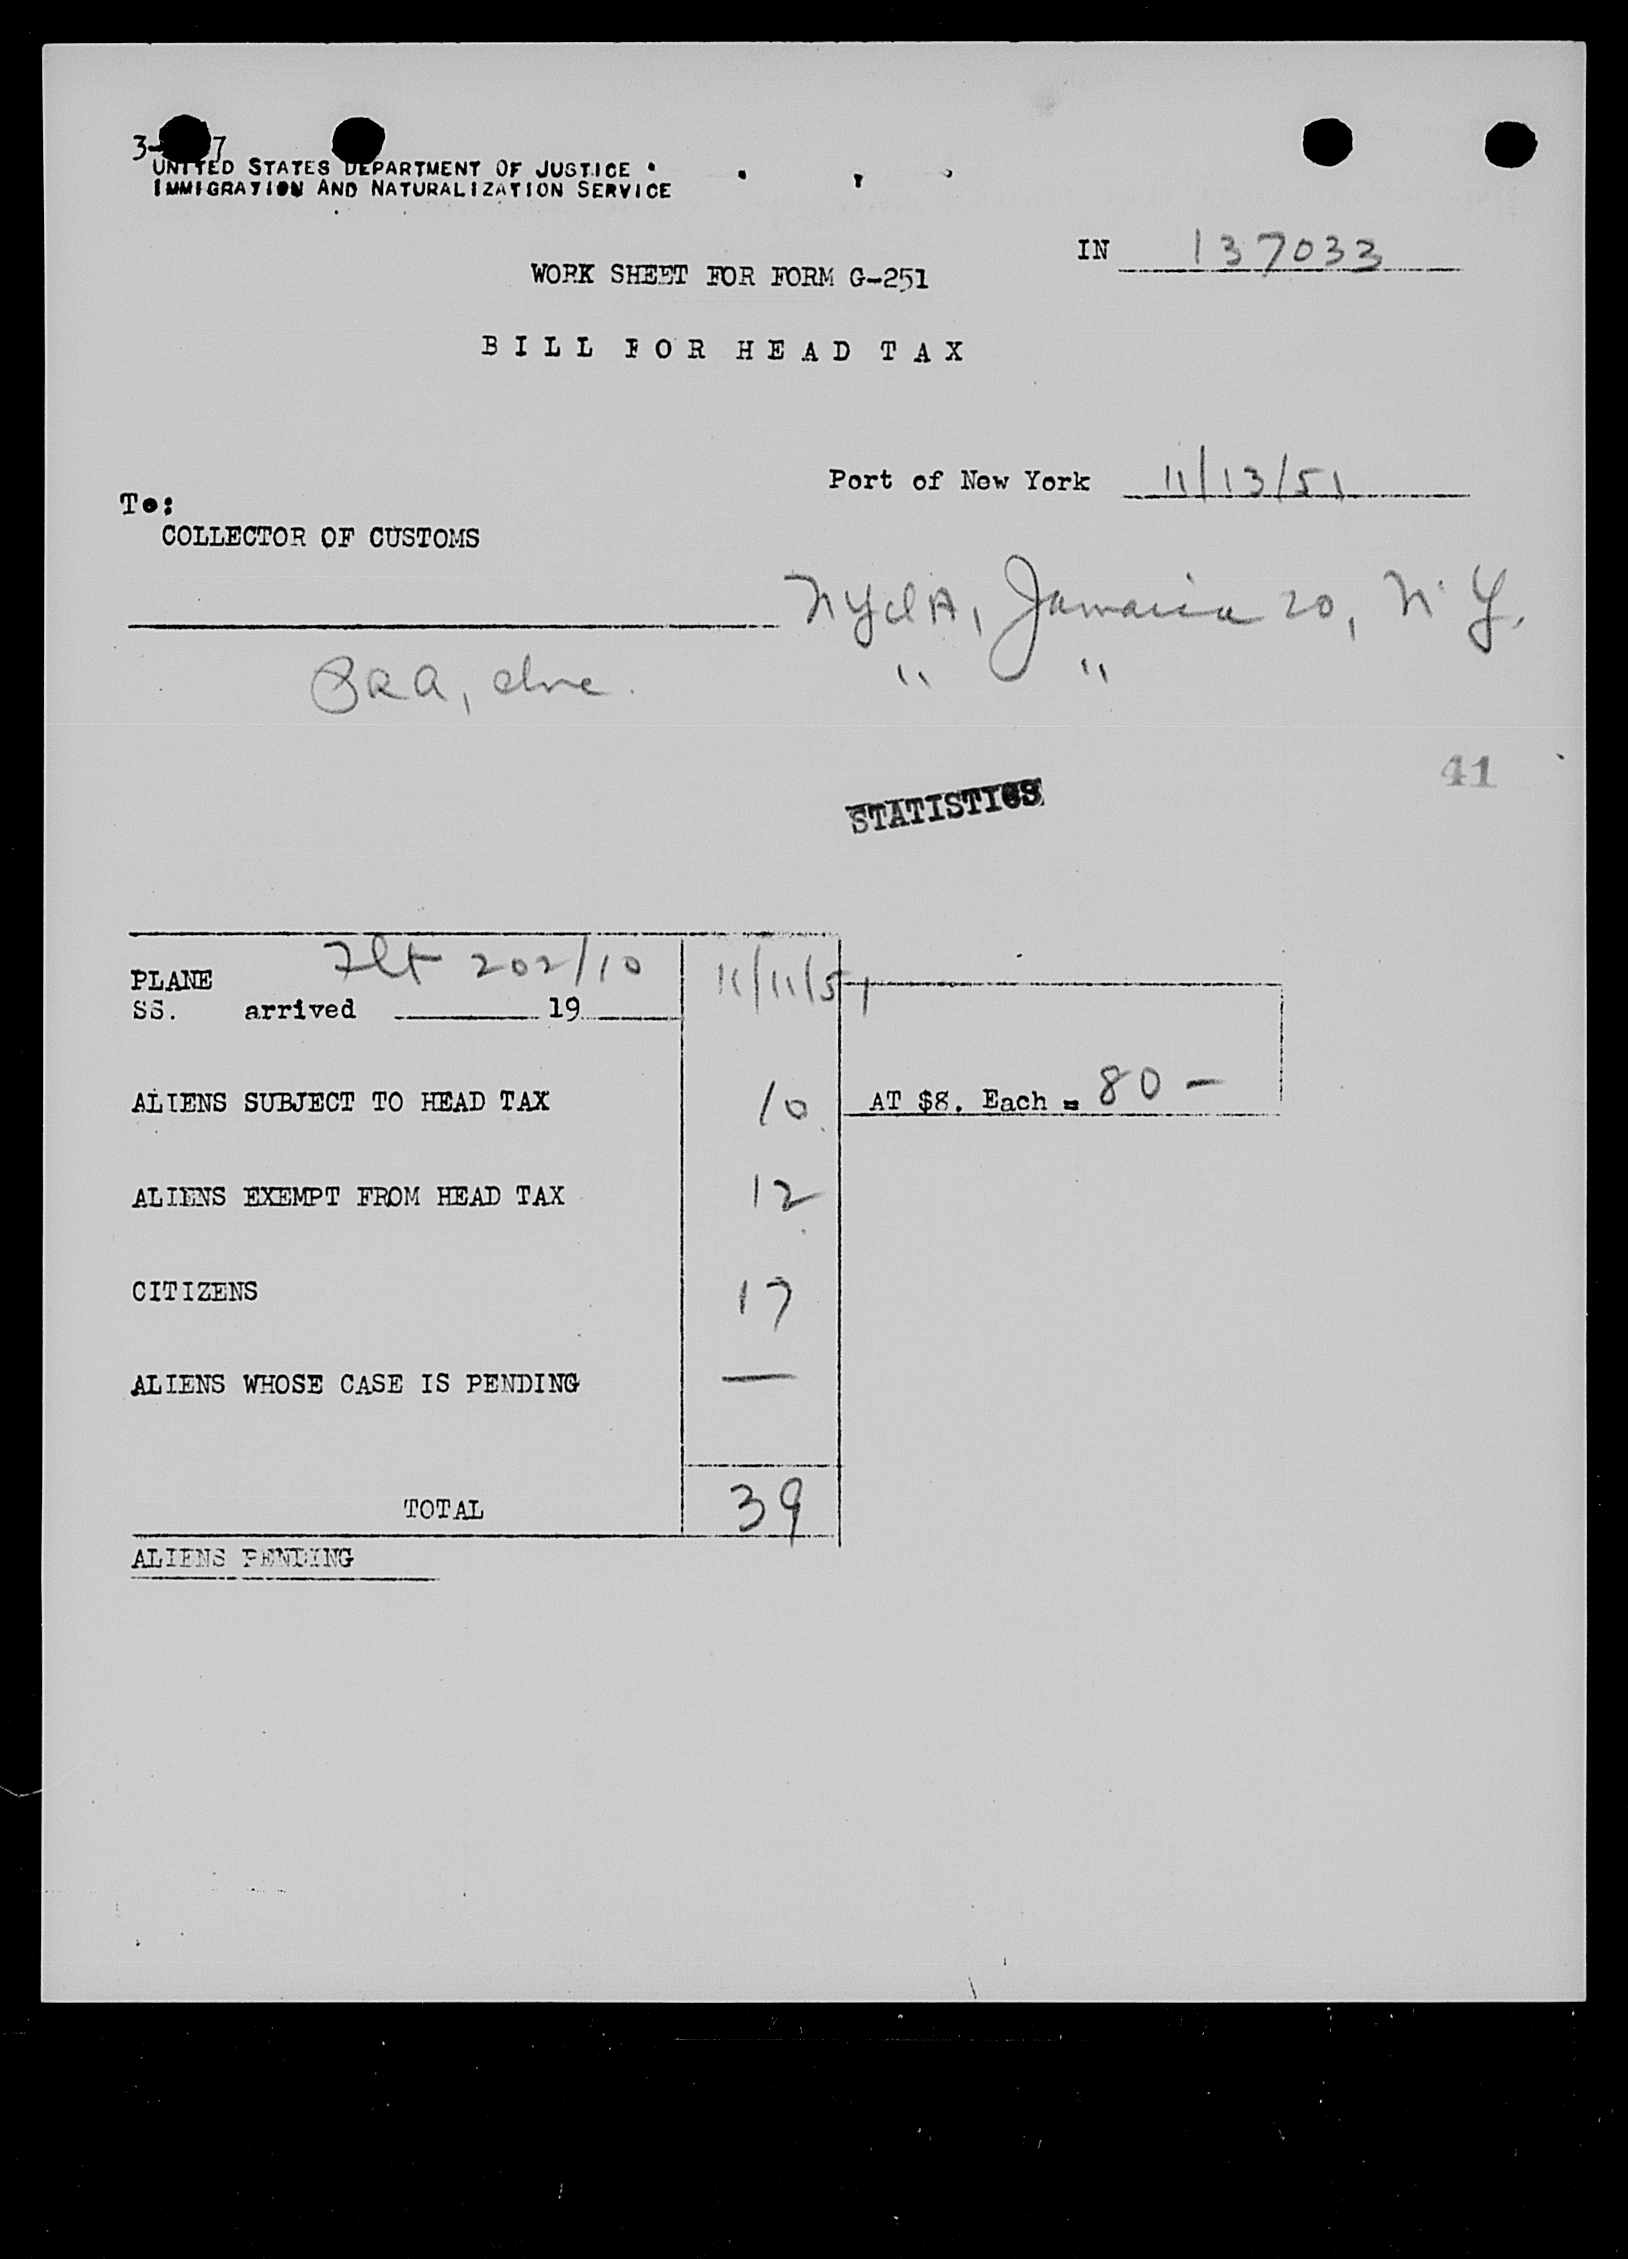 UNITED STATES DEPARTMENT OF JUSTICE
IMMIGRATION AND NATURALIZATION SERVICE
IN 137033
WORK SHEET FOR FORM G-251
BILL FOR HEAD TAX
Port of New York 11/13/51
To:
COLLECTOR OF CUSTOMS
Jamaica 20, N.Y.
" "
41
STATISTICS
PLANE Flt 202/10 11/11/51
SS. arrived 19
ALIENS SUBJECT TO HEAD TAX 10 AT $8. Each = 80 -
ALIENS EXEMPT FROM HEAD TAX 12
CITIZENS 17
ALIENS WHOSE CASE IS PENDING —
TOTAL 39
ALIENS PENDING